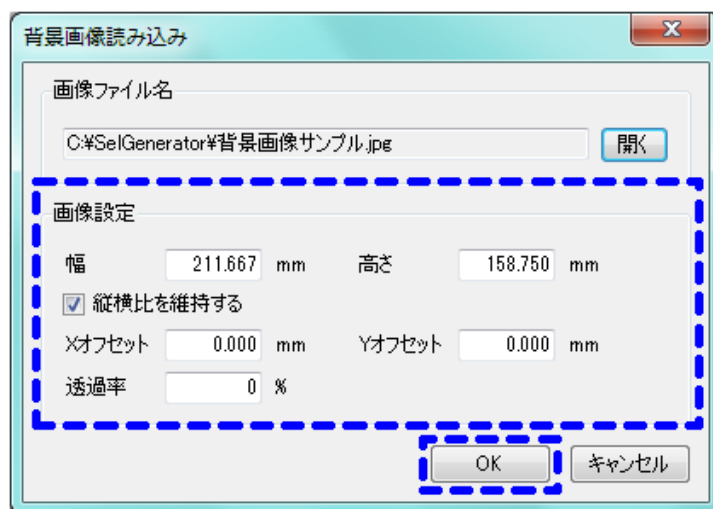 背景画像読み込み
画像ファイル名
C:¥SelGenerator¥背景画像サンプル.jpg 開く
画像設定
幅 211.667 mm 高さ 158.750 mm
縦横比を維持する
Xオフセット 0.000 mm Yオフセット 0.000 mm
透過率 0 %
OK キャンセル